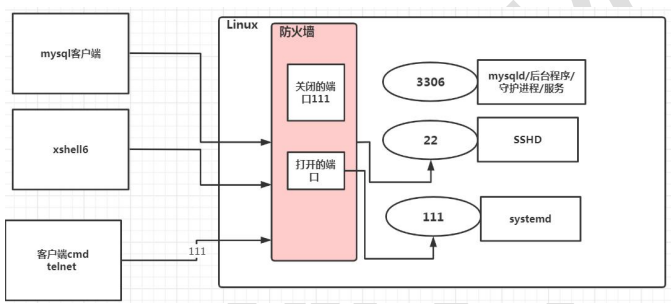 Linux
防火墙
mysql客户端
关闭的端
口111
3306
mysqld/后台程序/
守护进程/服务
xshell6
打开的端
口
22
SSHD
客户端cmd
telnet
111
111
systemd